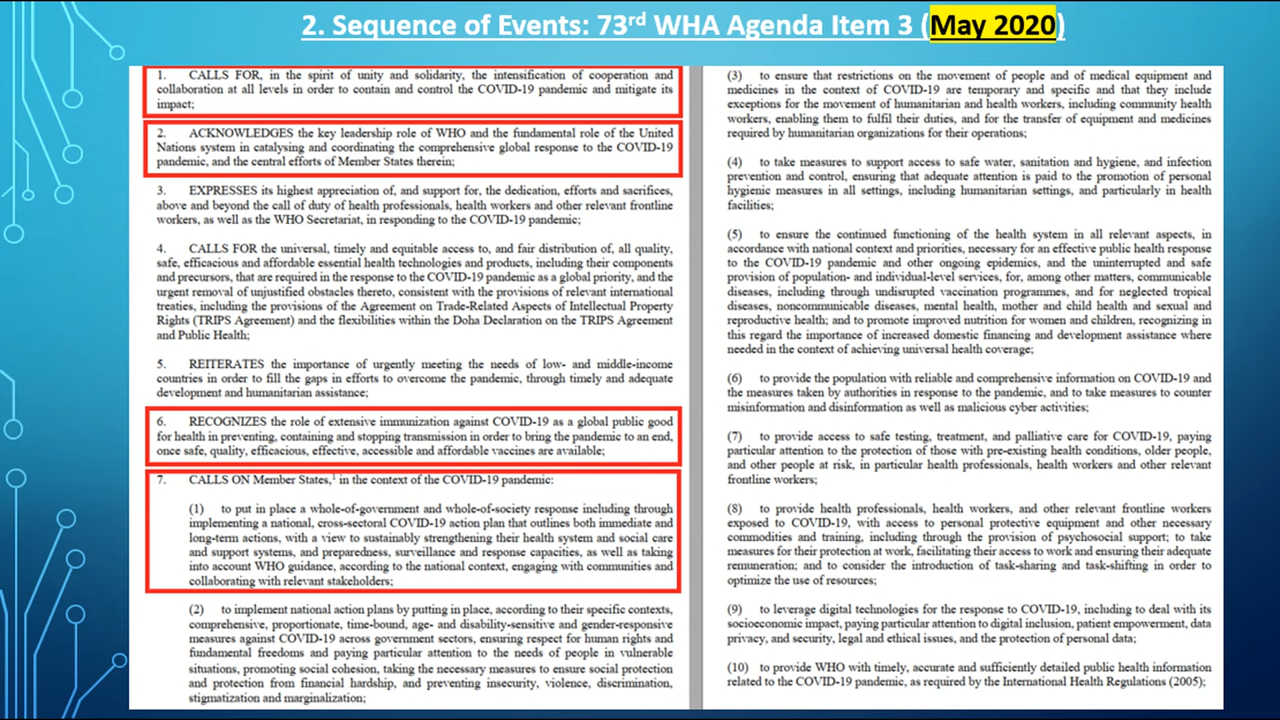 2. Sequence of Events: 73rd WHA Agenda Item 3 (May 2020)
1. CALLS FOR, in the spirit of unity and solidarity, the intensification of cooperation and
collaboration at all levels in order to contain and control the COVID-19 pandemic and mitigate its
impact;
2. ACKNOWLEDGES the key leadership role of WHO and the fundamental role of the United
Nations system in catalysing and coordinating the comprehensive global response to the COVID-19
pandemic, and the central efforts of Member States therein;
3. EXPRESSES its highest appreciation of, and support for, the dedication, efforts and sacrifices,
above and beyond the call of duty of health professionals, health workers and other relevant frontline
workers, as well as the WHO Secretariat, in responding to the COVID-19 pandemic;
4. CALLS FOR the universal, timely and equitable access to, and fair distribution of, all quality,
safe, efficacious and affordable essential health technologies and products, including their components
and precursors, that are required in the response to the COVID-19 pandemic as a global priority, and the
urgent removal of unjustified obstacles thereto, consistent with the provisions of relevant international
treaties, including the provisions of the Agreement on Trade-Related Aspects of Intellectual Property
Rights (TRIPS Agreement) and the flexibilities within the Doha Declaration on the TRIPS Agreement
and Public Health;
5. REITERATES the importance of urgently meeting the needs of low- and middle-income
countries in order to fill the gaps in efforts to overcome the pandemic, through timely and adequate
development and humanitarian assistance;
6. RECOGNIZES the role of extensive immunization against COVID-19 as a global public good
for health in preventing, containing and stopping transmission in order to bring the pandemic to an end,
once safe, quality, efficacious, effective, accessible and affordable vaccines are available;
7. CALLS ON Member States,1 in the context of the COVID-19 pandemic:
(1) to put in place a whole-of-government and whole-of-society response including through
implementing a national, cross-sectoral COVID-19 action plan that outlines both immediate and
long-term actions, with a view to sustainably strengthening their health system and social care
and support systems, and preparedness, surveillance and response capacities, as well as taking
into account WHO guidance, according to the national context, engaging with communities and
collaborating with relevant stakeholders;
(2) to implement national action plans by putting in place, according to their specific contexts,
comprehensive, proportionate, time-bound, age- and disability-sensitive and gender-responsive
measures against COVID-19 across government sectors, ensuring respect for human rights and
fundamental freedoms and paying particular attention to the needs of people in vulnerable
situations, promoting social cohesion, taking the necessary measures to ensure social protection
and protection from financial hardship, and preventing insecurity, violence, discrimination,
stigmatization and marginalization;
(3) to ensure that restrictions on the movement of people and of medical equipment and
medicines in the context of COVID-19 are temporary and specific and that they include
exceptions for the movement of humanitarian and health workers, including community health
workers, enabling them to fulfil their duties, and for the transfer of equipment and medicines
required by humanitarian organizations for their operations;
(4) to take measures to support access to safe water, sanitation and hygiene, and infection
prevention and control, ensuring that adequate attention is paid to the promotion of personal
hygienic measures in all settings, including humanitarian settings, and particularly in health
facilities;
(5) to ensure the continued functioning of the health system in all relevant aspects, in
accordance with national context and priorities, necessary for an effective public health response
to the COVID-19 pandemic and other ongoing epidemics, and the uninterrupted and safe
provision of population- and individual-level services, for, among other matters, communicable
diseases, including through undisrupted vaccination programmes, and for neglected tropical
diseases, noncommunicable diseases, mental health, mother and child health and sexual and
reproductive health; and to promote improved nutrition for women and children, recognizing in
this regard the importance of increased domestic financing and development assistance where
needed in the context of achieving universal health coverage;
(6) to provide the population with reliable and comprehensive information on COVID-19 and
the measures taken by authorities in response to the pandemic, and to take measures to counter
misinformation and disinformation as well as malicious cyber activities;
(7) to provide access to safe testing, treatment, and palliative care for COVID-19, paying
particular attention to the protection of those with pre-existing health conditions, older people,
and other people at risk, in particular health professionals, health workers and other relevant
frontline workers;
(8) to provide health professionals, health workers, and other relevant frontline workers
exposed to COVID-19, with access to personal protective equipment and other necessary
commodities and training, including through the provision of psychosocial support; to take
measures for their protection at work, facilitating their access to work and ensuring their adequate
remuneration; and to consider the introduction of task-sharing and task-shifting in order to
optimize the use of resources;
(9) to leverage digital technologies for the response to COVID-19, including to deal with its
socioeconomic impact, paying particular attention to digital inclusion, patient empowerment, data
privacy, and security, legal and ethical issues, and the protection of personal data;
(10) to provide WHO with timely, accurate and sufficiently detailed public health information
related to the COVID-19 pandemic, as required by the International Health Regulations (2005);